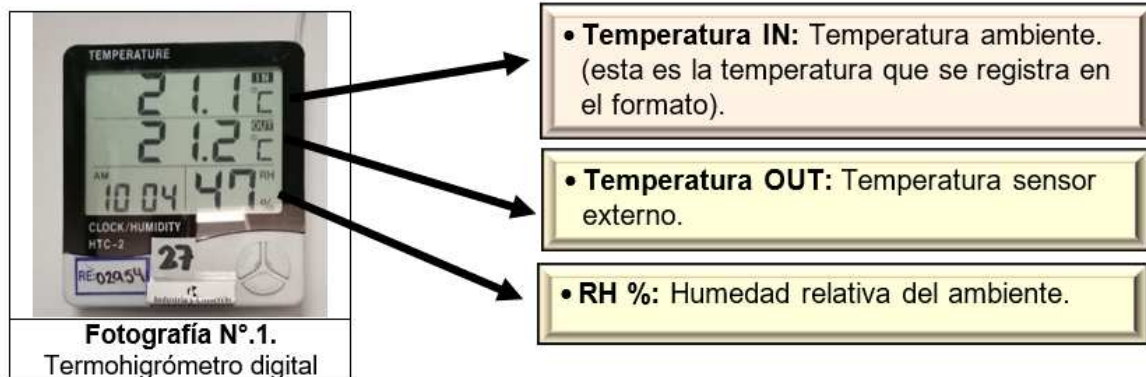 TEMPERATURE
21.1 °C IN
21.2 °C OUT
AM 10 04 47 RH %
CLOCK/HUMIDITY
HTC-2
27
RE:02954
Industria y Comercio
Fotografía N°.1.
Termohigrómetro digital
• Temperatura IN: Temperatura ambiente.
(esta es la temperatura que se registra en
el formato).
• Temperatura OUT: Temperatura sensor
externo.
• RH %: Humedad relativa del ambiente.